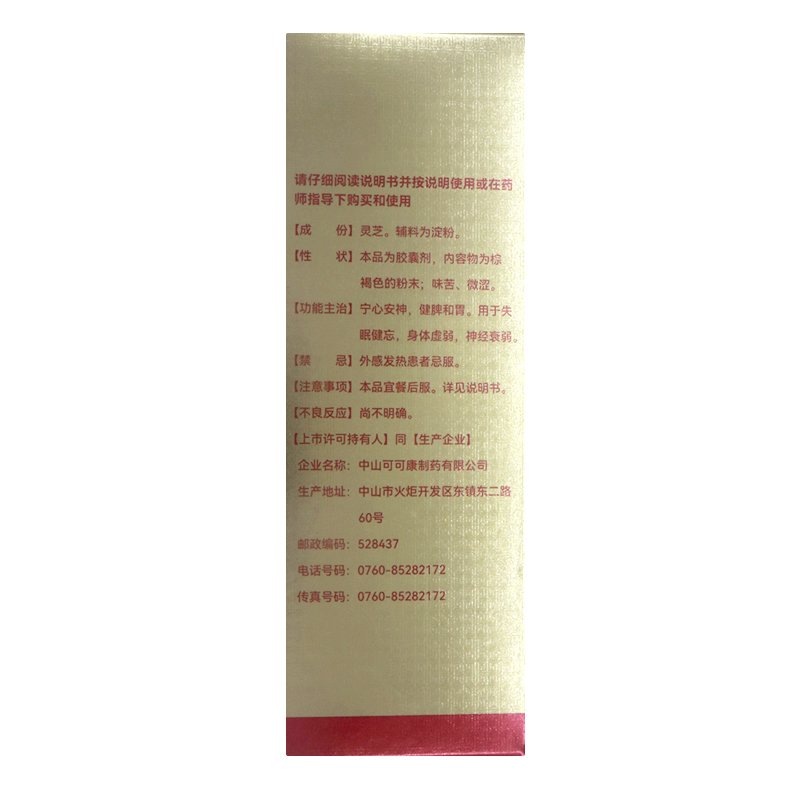 请仔细阅读说明书并按说明使用或在药
师指导下购买和使用
【成 份】灵芝。辅料为淀粉。
【性 状】本品为胶囊剂，内容物为棕
褐色的粉末；味苦、微涩。
【功能主治】宁心安神，健脾和胃。用于失
眠健忘，身体虚弱，神经衰弱。
【禁 忌】外感发热患者忌服。
【注意事项】本品宜餐后服。详见说明书。
【不良反应】尚不明确。
【上市许可持有人】同【生产企业】
企业名称：中山可可康制药有限公司
生产地址：中山市火炬开发区东镇东二路
60号
邮政编码：528437
电话号码：0760-85282172
传真号码：0760-85282172